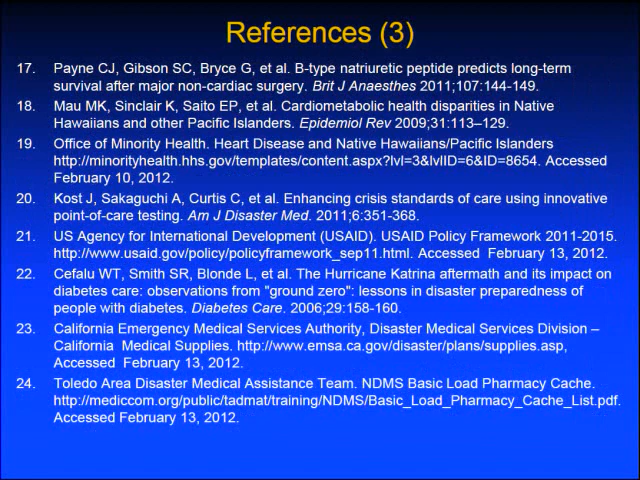 References (3)
17. Payne CJ, Gibson SC, Bryce G, et al. B-type natriuretic peptide predicts long-term
survival after major non-cardiac surgery. Brit J Anaesthes 2011;107:144-149.
18. Mau MK, Sinclair K, Saito EP, et al. Cardiometabolic health disparities in Native
Hawaiians and other Pacific Islanders. Epidemiol Rev 2009;31:113–129.
19. Office of Minority Health. Heart Disease and Native Hawaiians/Pacific Islanders
http://minorityhealth.hhs.gov/templates/content.aspx?lvl=3&lvlID=6&ID=8654. Accessed
February 10, 2012.
20. Kost J, Sakaguchi A, Curtis C, et al. Enhancing crisis standards of care using innovative
point-of-care testing. Am J Disaster Med. 2011;6:351-368.
21. US Agency for International Development (USAID). USAID Policy Framework 2011-2015.
http://www.usaid.gov/policy/policyframework_sep11.html. Accessed February 13, 2012.
22. Cefalu WT, Smith SR, Blonde L, et al. The Hurricane Katrina aftermath and its impact on
diabetes care: observations from "ground zero": lessons in disaster preparedness of
people with diabetes. Diabetes Care. 2006;29:158-160.
23. California Emergency Medical Services Authority, Disaster Medical Services Division –
California Medical Supplies. http://www.emsa.ca.gov/disaster/plans/supplies.asp,
Accessed February 13, 2012.
24. Toledo Area Disaster Medical Assistance Team. NDMS Basic Load Pharmacy Cache.
http://mediccom.org/public/tadmat/training/NDMS/Basic_Load_Pharmacy_Cache_List.pdf.
Accessed February 13, 2012.